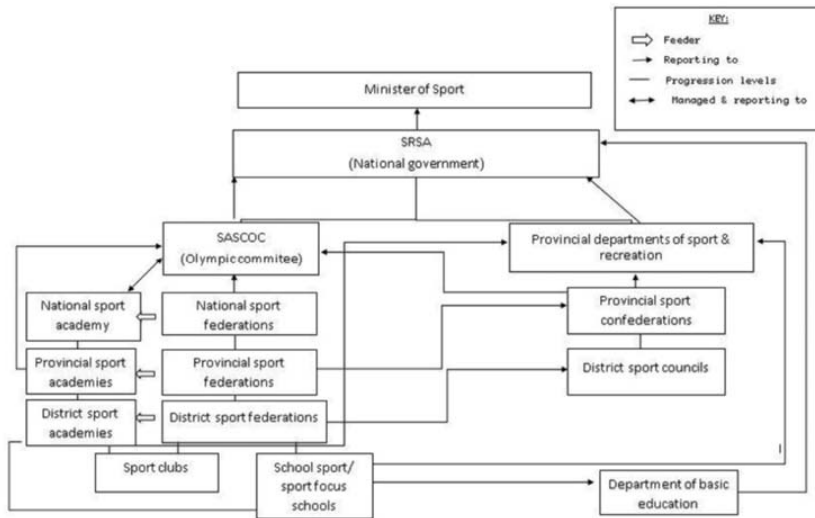 KEY:
Feeder
Reporting to
Progression levels
Managed & reporting to
Minister of Sport
SRSA
(National government)
SASCOC
(Olympic commitee)
Provincial departments of sport &
recreation
National sport
academy
National sport
federations
Provincial sport
confederations
Provincial sport
academies
Provincial sport
federations
District sport councils
District sport
academies
District sport federations
Sport clubs
School sport/
sport focus
schools
Department of basic
education